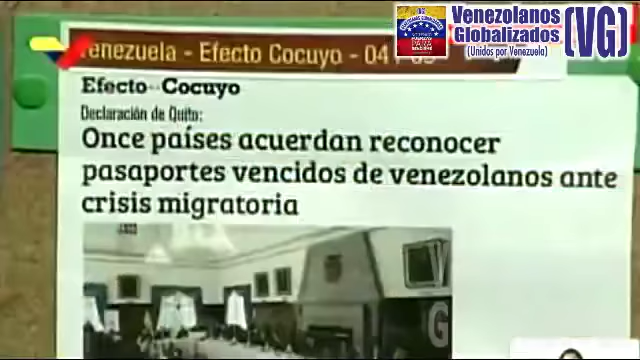 Venezolanos
Globalizados
(Unidos por Venezuela)
(VG)
Venezuela - Efecto Cocuyo - 04
Efecto Cocuyo
Declaración de Quito:
Once países acuerdan reconocer
pasaportes vencidos de venezolanos ante
crisis migratoria
G